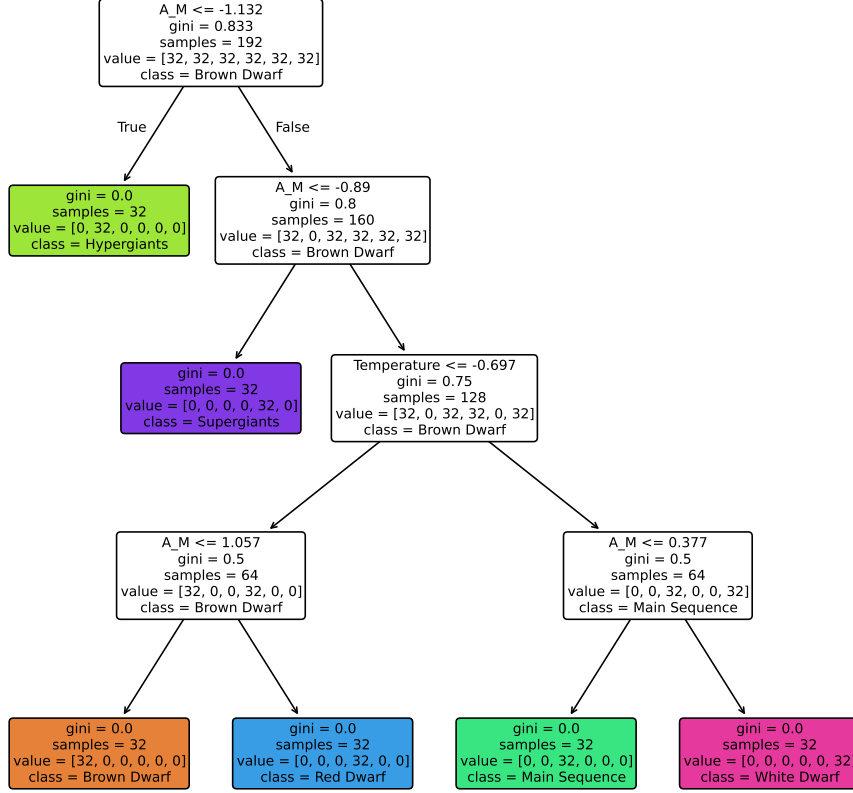 A_M <= -1.132
gini = 0.833
samples = 192
value = [32, 32, 32, 32, 32, 32]
class = Brown Dwarf
True
False
gini = 0.0
samples = 32
value = [0, 32, 0, 0, 0, 0]
class = Hypergiants
A_M <= -0.89
gini = 0.8
samples = 160
value = [32, 0, 32, 32, 32, 32]
class = Brown Dwarf
gini = 0.0
samples = 32
value = [0, 0, 0, 0, 32, 0]
class = Supergiants
Temperature <= -0.697
gini = 0.75
samples = 128
value = [32, 0, 32, 32, 0, 32]
class = Brown Dwarf
A_M <= 1.057
gini = 0.5
samples = 64
value = [32, 0, 0, 32, 0, 0]
class = Brown Dwarf
A_M <= 0.377
gini = 0.5
samples = 64
value = [0, 0, 32, 0, 0, 32]
class = Main Sequence
gini = 0.0
samples = 32
value = [32, 0, 0, 0, 0, 0]
class = Brown Dwarf
gini = 0.0
samples = 32
value = [0, 0, 0, 32, 0, 0]
class = Red Dwarf
gini = 0.0
samples = 32
value = [0, 0, 32, 0, 0, 0]
class = Main Sequence
gini = 0.0
samples = 32
value = [0, 0, 0, 0, 0, 32
class = White Dwarf